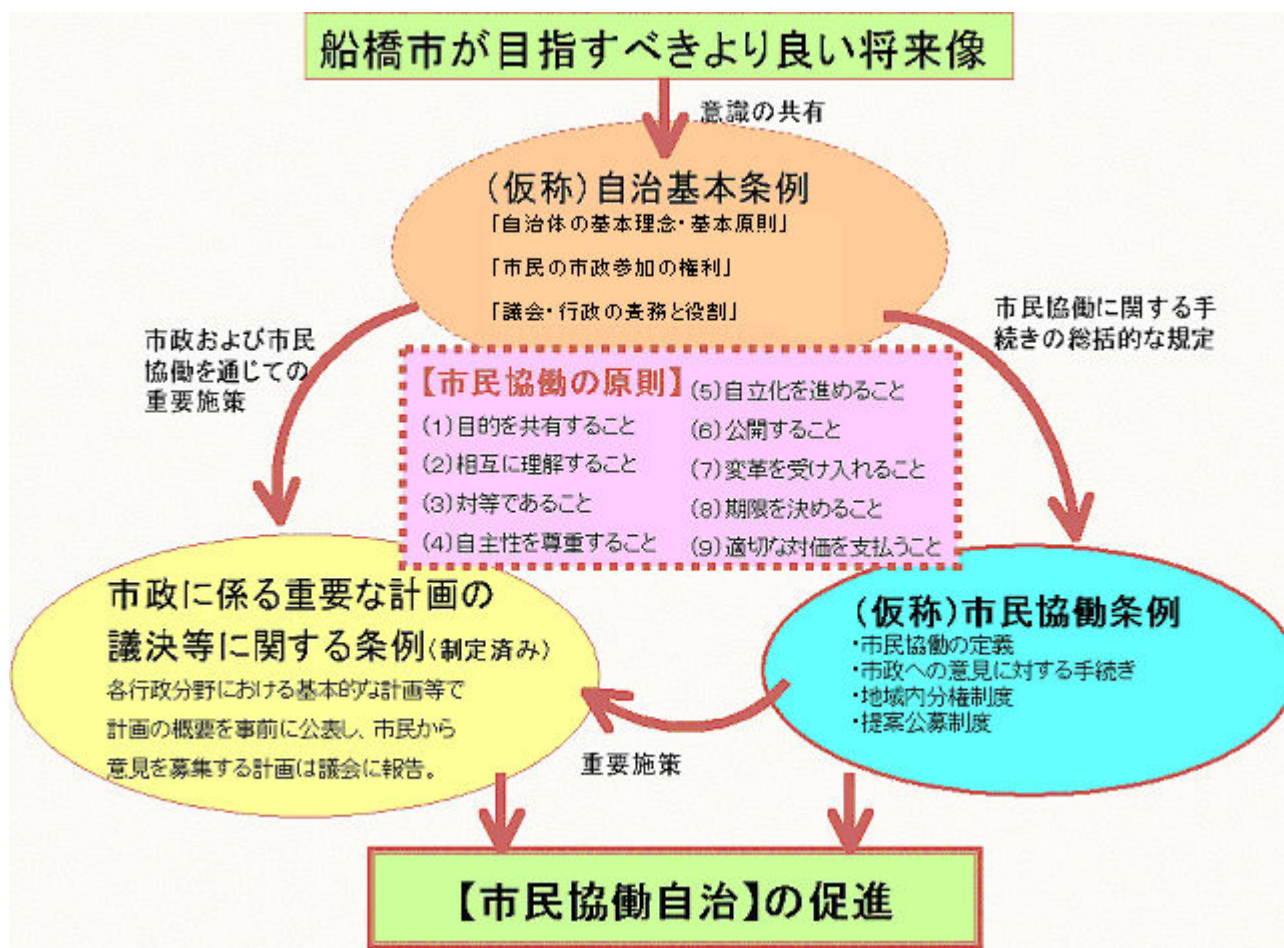 船橋市が目指すべきより良い将来像
意識の共有
(仮称)自治基本条例
「自治体の基本理念・基本原則」
「市民の市政参加の権利」
「議会・行政の責務と役割」
市政および市民
協働を通じての
重要施策
市民協働に関する手
続きの総括的な規定
【市民協働の原則】
(1)目的を共有すること
(2)相互に理解すること
(3)対等であること
(4)自主性を尊重すること
(5)自立化を進めること
(6)公開すること
(7)変革を受け入れること
(8)期限を決めること
(9)適切な対価を支払うこと
市政に係る重要な計画の
議決等に関する条例(制定済み)
各行政分野における基本的な計画等で
計画の概要を事前に公表し、市民から
意見を募集する計画は議会に報告。
(仮称)市民協働条例
・市民協働の定義
・市政への意見に対する手続き
・地域内分権制度
・提案公募制度
重要施策
【市民協働自治】の促進